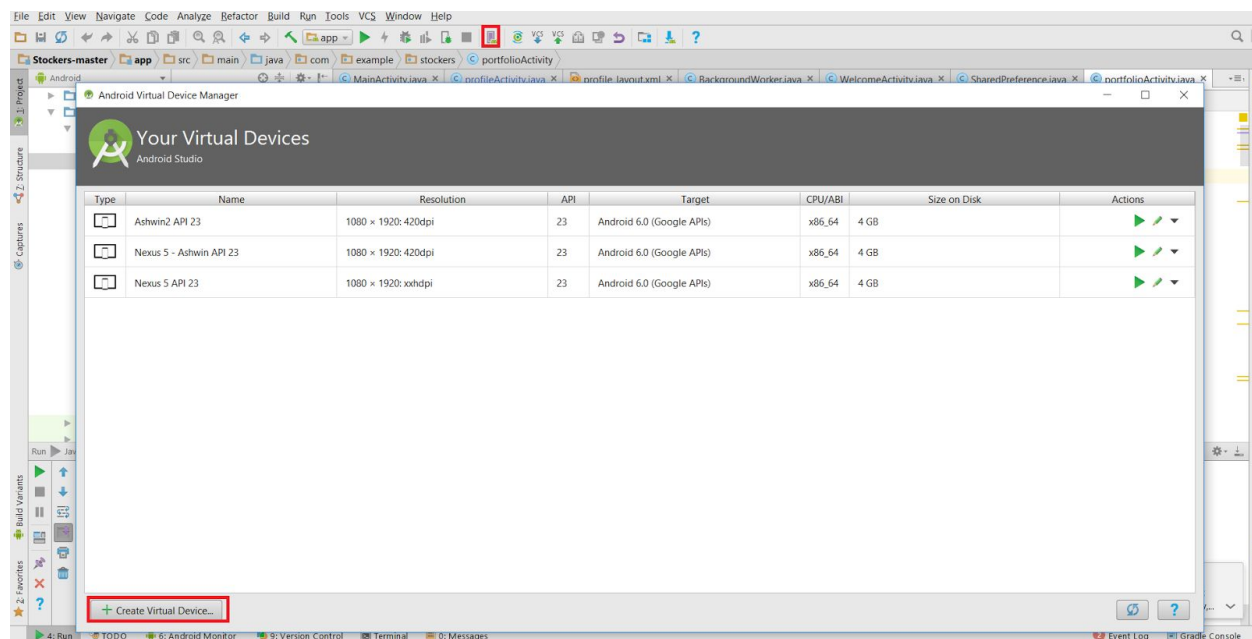 File Edit View Navigate Code Analyze Refactor Build Run Tools VCS Window Help
app
Stockers-master app src main java com example stockers portfolioActivity
Android
MainActivity.java profileActivity.java profile_layout.xml BackgroundWorker.java WelcomeActivity.java SharedPreference.java portfolioActivity.java
1: Project
Z: Structure
Captures
Build Variants
2: Favorites
Android Virtual Device Manager
Your Virtual Devices
Android Studio
Type Name Resolution API Target CPU/ABI Size on Disk Actions
Ashwin2 API 23 1080 × 1920: 420dpi 23 Android 6.0 (Google APIs) x86_64 4 GB
Nexus 5 - Ashwin API 23 1080 × 1920: 420dpi 23 Android 6.0 (Google APIs) x86_64 4 GB
Nexus 5 API 23 1080 × 1920: xxhdpi 23 Android 6.0 (Google APIs) x86_64 4 GB
Run
+ Create Virtual Device...
4: Run TODO 6: Android Monitor 9: Version Control Terminal 0: Messages Event Log Gradle Console